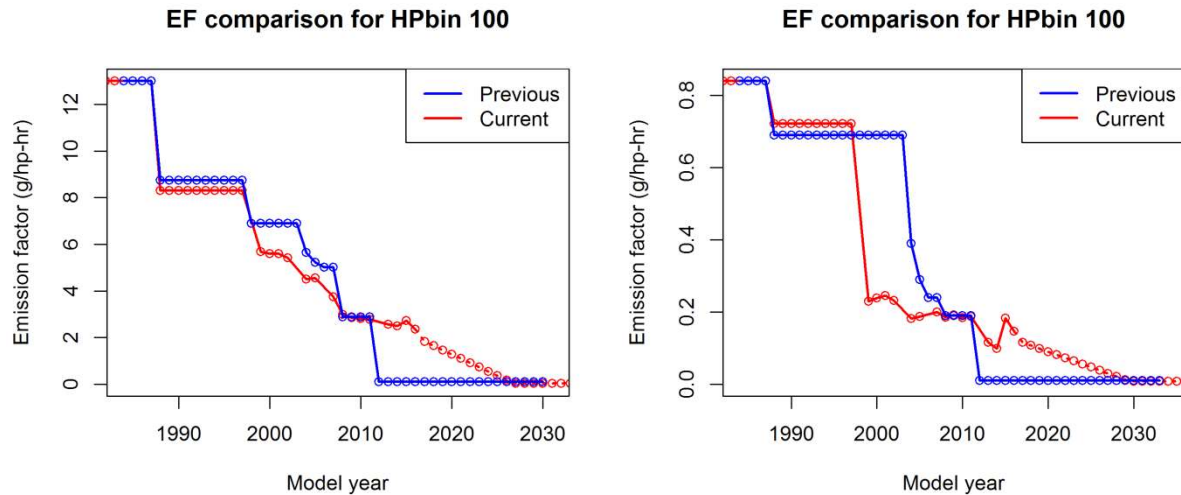 EF comparison for HPbin 100
Emission factor (g/hp-hr)
12
10
8
6
4
2
0
Previous
Current
1990
2000
2010
2020
2030
Model year
EF comparison for HPbin 100
Emission factor (g/hp-hr)
0.8
0.6
0.4
0.2
0.0
Previous
Current
1990
2000
2010
2020
2030
Model year